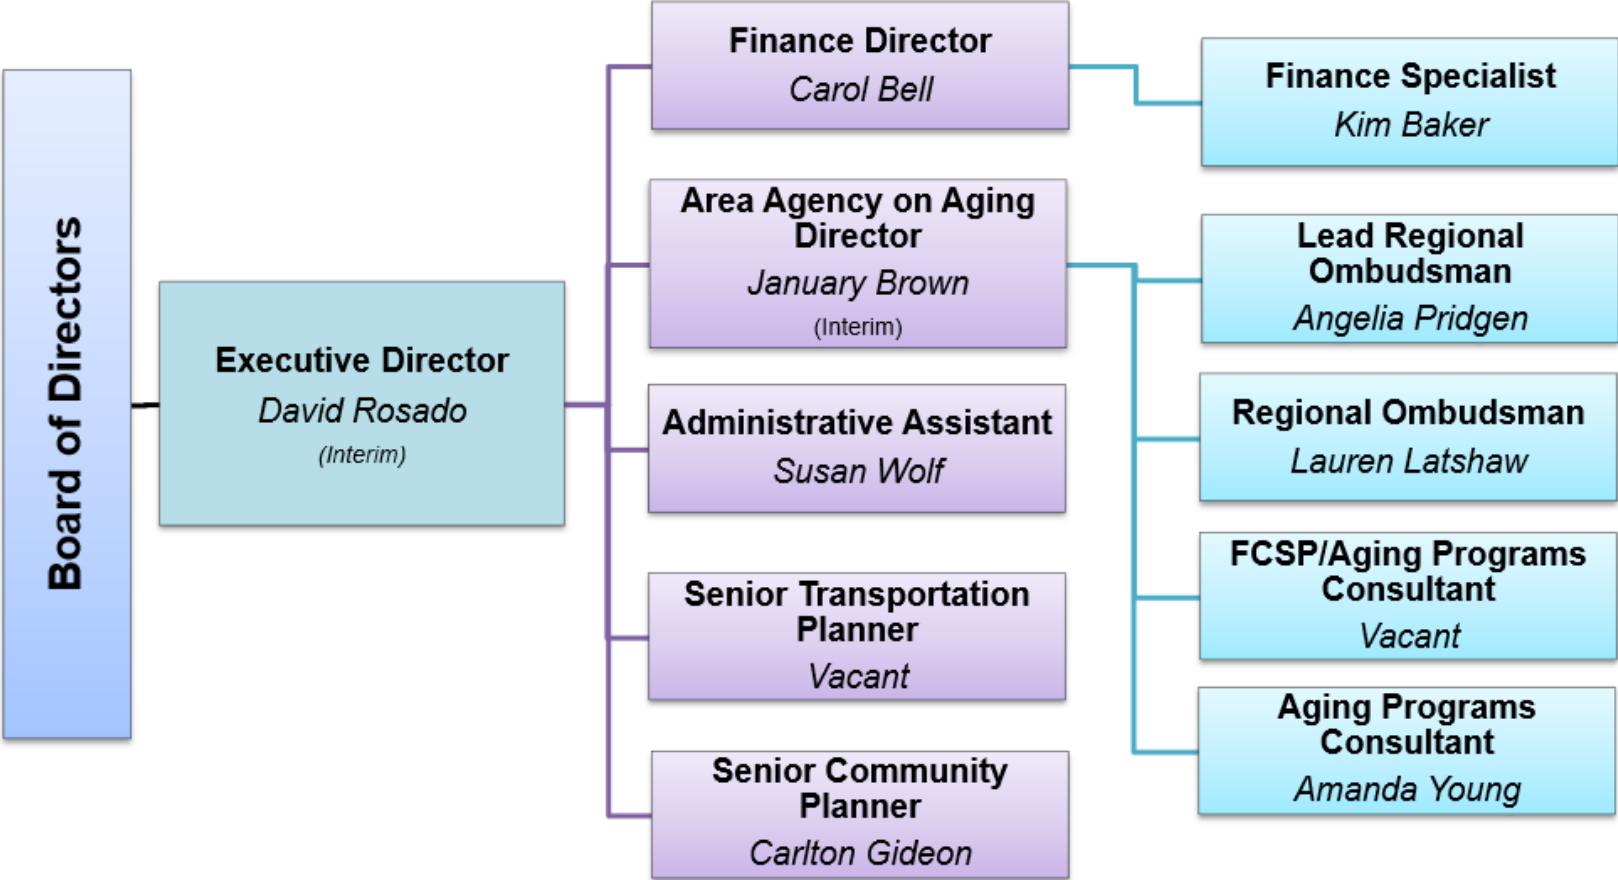 Board of Directors
Executive Director
David Rosado
(Interim)
Finance Director
Carol Bell
Area Agency on Aging
Director
January Brown
(Interim)
Administrative Assistant
Susan Wolf
Senior Transportation
Planner
Vacant
Senior Community
Planner
Carlton Gideon
Finance Specialist
Kim Baker
Lead Regional
Ombudsman
Angelia Pridgen
Regional Ombudsman
Lauren Latshaw
FCSP/Aging Programs
Consultant
Vacant
Aging Programs
Consultant
Amanda Young